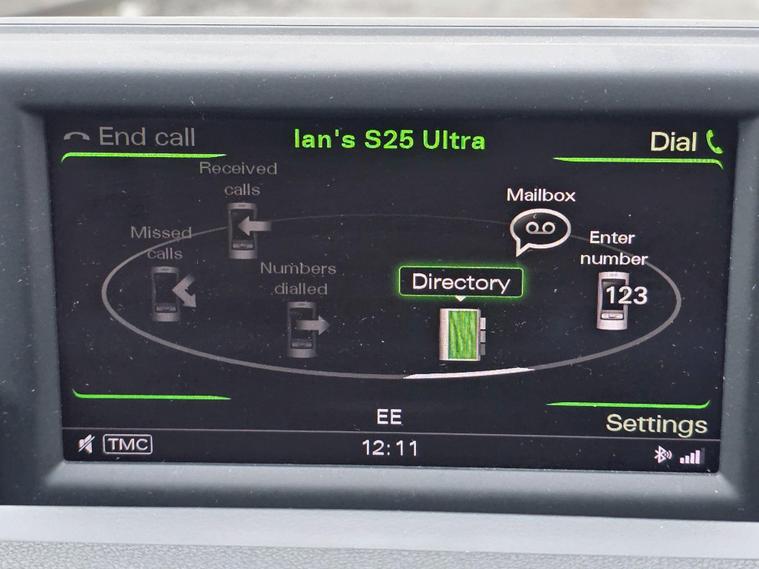 End call
Ian's S25 Ultra
Dial
Received
calls
Mailbox
Missed
calls
Enter
number
Numbers
dialled
Directory
123
EE
Settings
TMC
12:11